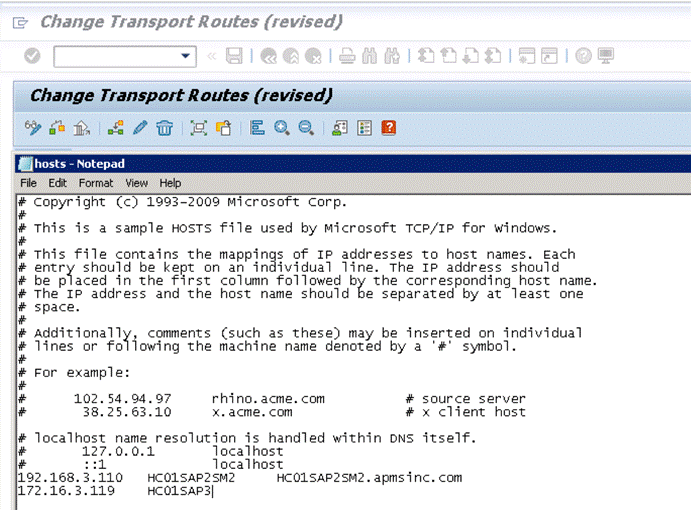 Change Transport Routes (revised)
Change Transport Routes (revised)
hosts - Notepad
File Edit Format View Help
# Copyright (c) 1993-2009 Microsoft Corp.
#
# This is a sample HOSTS file used by Microsoft TCP/IP for Windows.
#
# This file contains the mappings of IP addresses to host names. Each
# entry should be kept on an individual line. The IP address should
# be placed in the first column followed by the corresponding host name.
# The IP address and the host name should be separated by at least one
# space.
#
# Additionally, comments (such as these) may be inserted on individual
# lines or following the machine name denoted by a '#' symbol.
#
# For example:
#
#      102.54.94.97     rhino.acme.com          # source server
#       38.25.63.10     x.acme.com              # x client host

# localhost name resolution is handled within DNS itself.
#       127.0.0.1       localhost
#       ::1             localhost
192.168.3.110   HC01SAP2SM2     HC01SAP2SM2.apmsinc.com
172.16.3.119    HC01SAP3